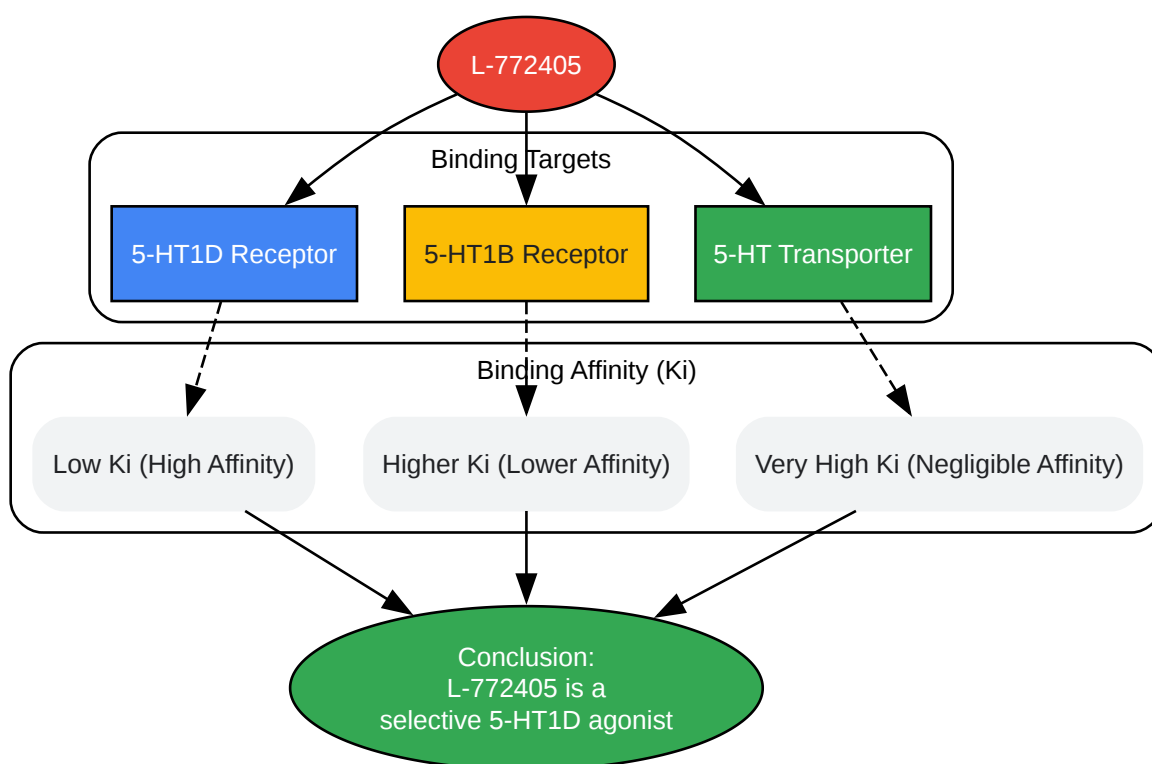 L-772405
Binding Targets
5-HT1D Receptor
5-HT1B Receptor
5-HT Transporter
Binding Affinity (Ki)
Low Ki (High Affinity)
Higher Ki (Lower Affinity)
Very High Ki (Negligible Affinity)
Conclusion:
L-772405 is a
selective 5-HT1D agonist